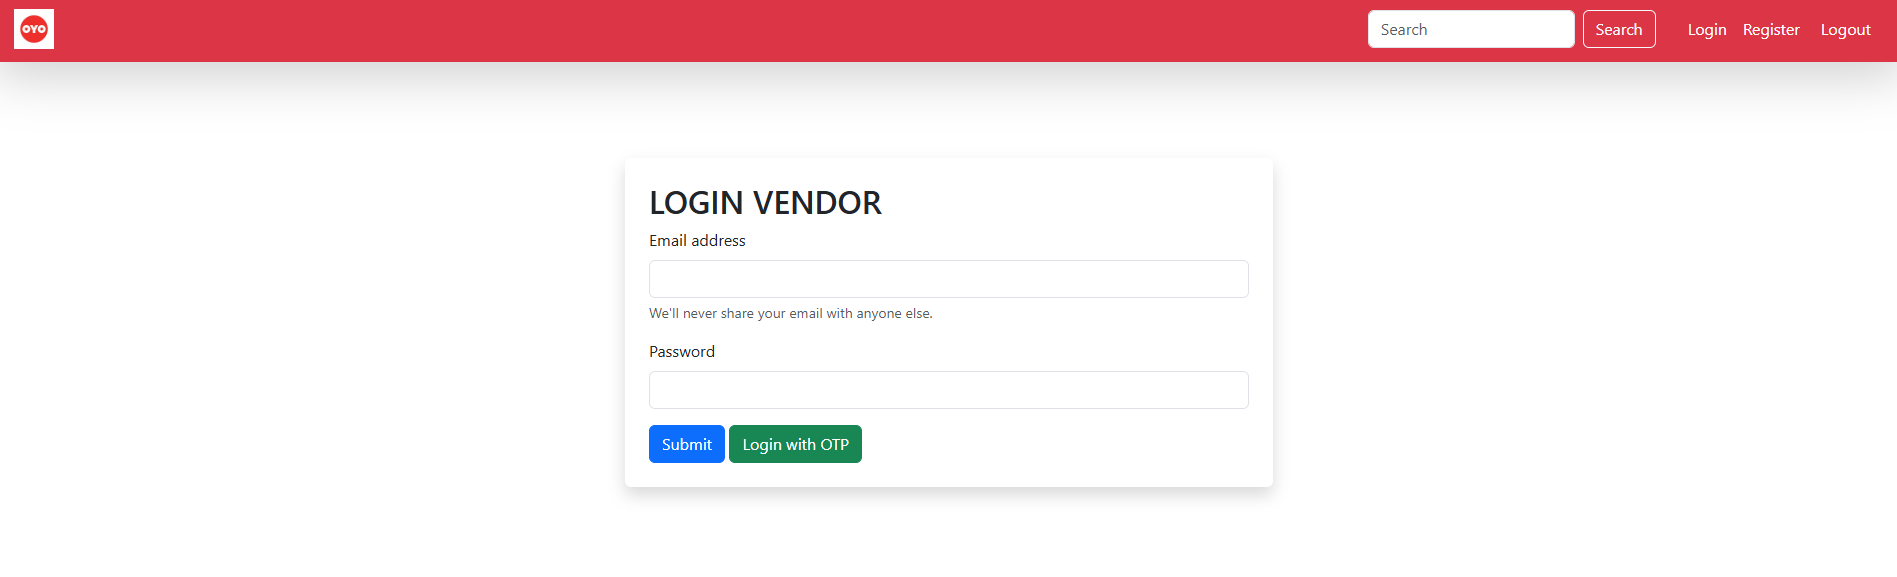 OYO Search Search Login Register Logout
LOGIN VENDOR
Email address
We'll never share your email with anyone else.
Password
Submit Login with OTP